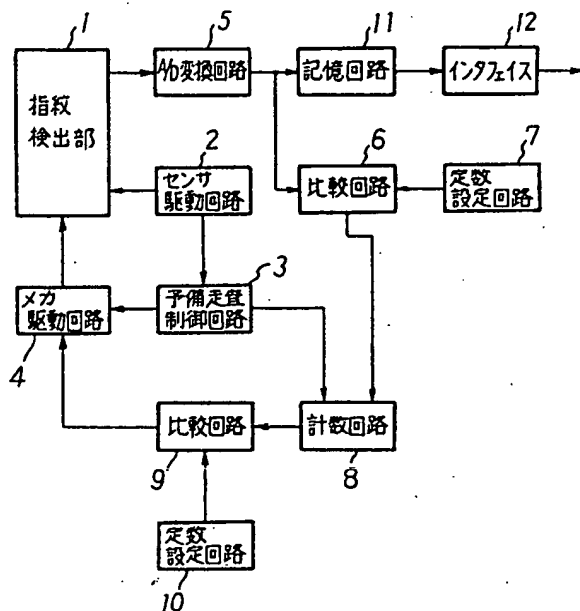 1
5
11
12
指紋
検出部
A/D変換回路
記憶回路
インタフェイス
2
6
7
センサ
駆動回路
比較回路
定数
設定回路
3
メカ
駆動回路
予備走査
制御回路
4
比較回路
計数回路
9
8
定数
設定回路
10